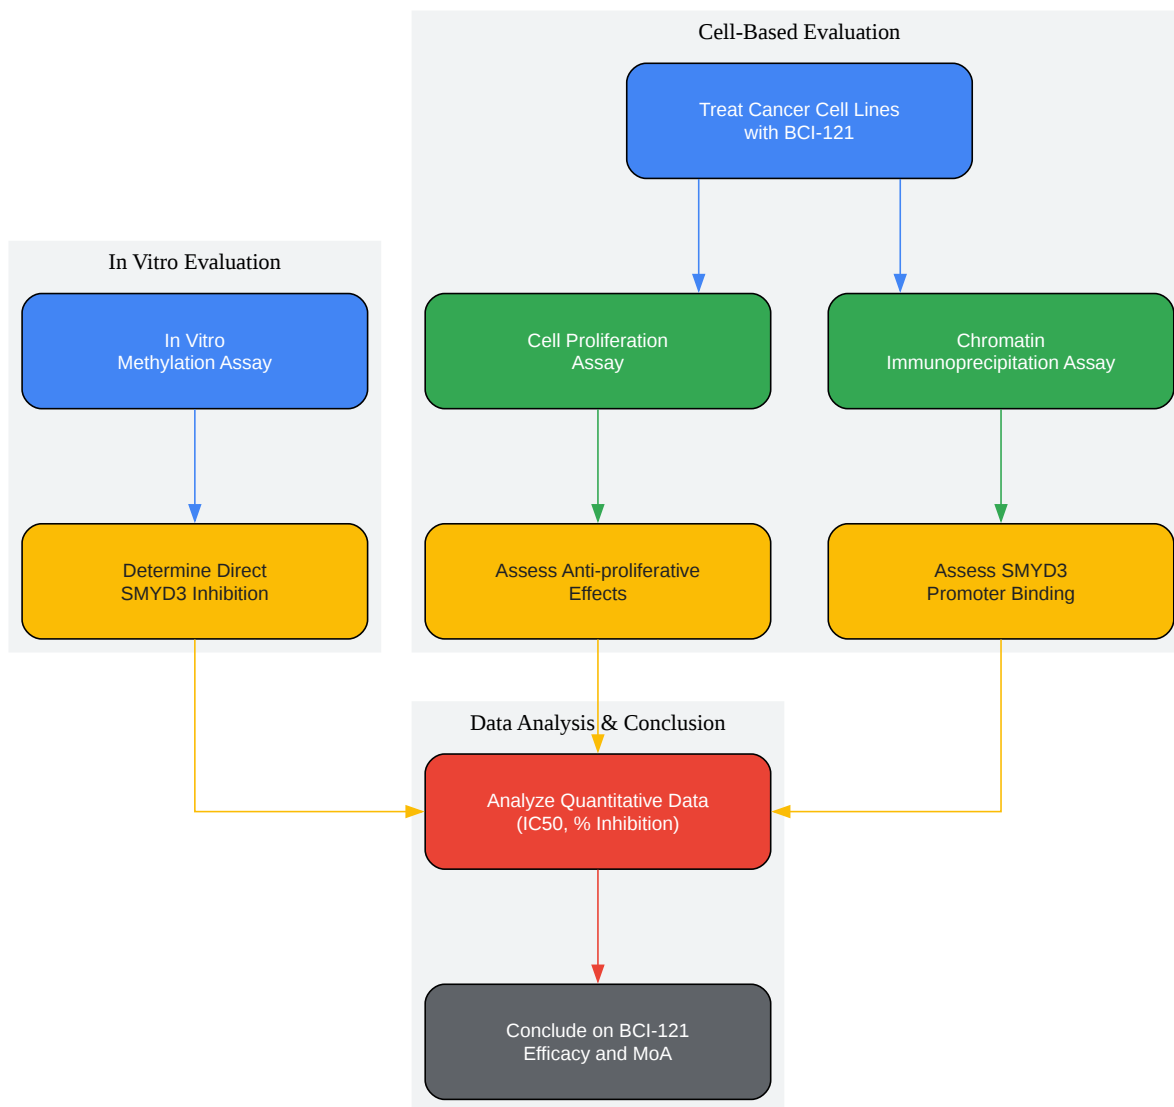 Cell-Based Evaluation
Treat Cancer Cell Lines
with BCI-121
In Vitro Evaluation
In Vitro
Methylation Assay
Cell Proliferation
Assay
Chromatin
Immunoprecipitation Assay
Determine Direct
SMYD3 Inhibition
Assess Anti-proliferative
Effects
Assess SMYD3
Promoter Binding
Data Analysis & Conclusion
Analyze Quantitative Data
(IC50, % Inhibition)
Conclude on BCI-121
Efficacy and MoA